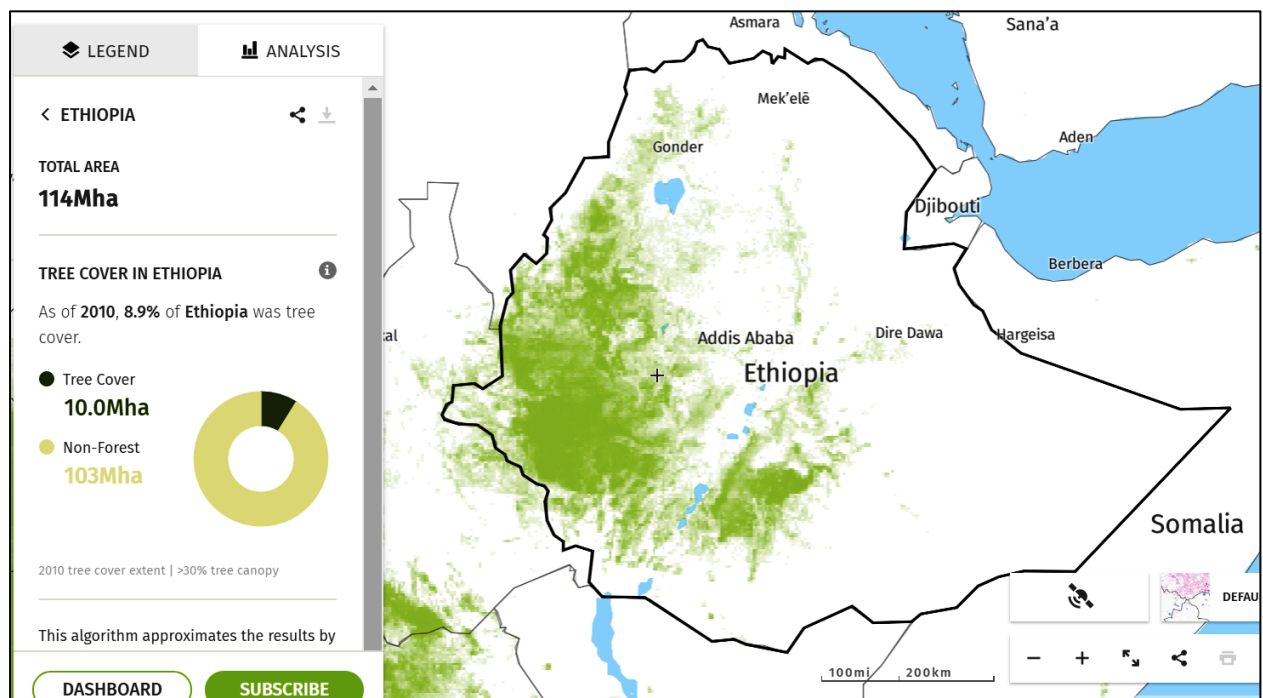 LEGEND
ANALYSIS
ETHIOPIA
TOTAL AREA
114Mha
TREE COVER IN ETHIOPIA
As of 2010, 8.9% of Ethiopia was tree
cover.
Tree Cover
10.0Mha
Non-Forest
103Mha
2010 tree cover extent | >30% tree canopy
This algorithm approximates the results by
DASHBOARD
SUBSCRIBE
Asmara
Sana’a
Mek’elē
Gonder
Aden
Djibouti
Berbera
al
Addis Ababa
Dire Dawa
Hargeisa
Ethiopia
Somalia
DEFAU
100mi
200km